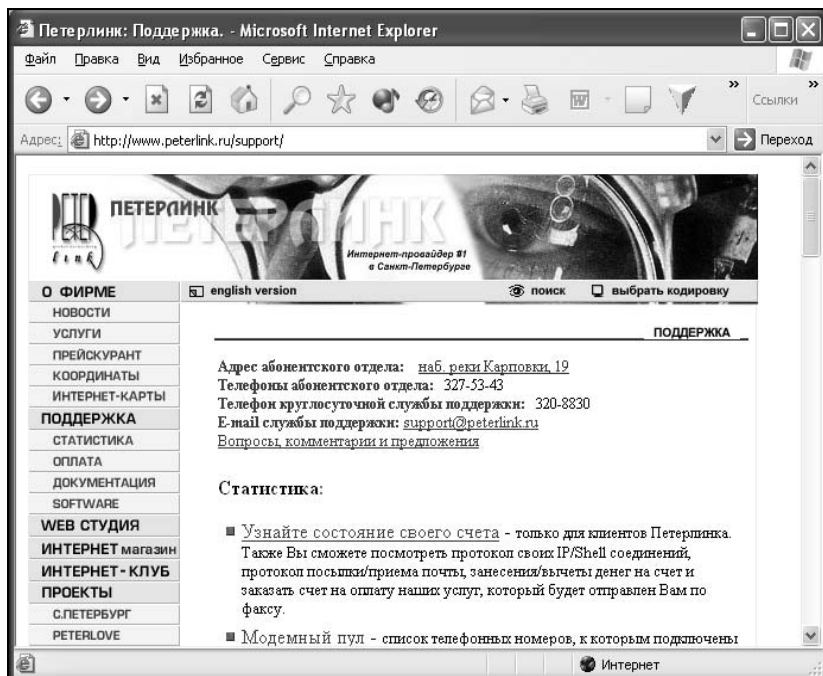 Петерлинк: Поддержка. - Microsoft Internet Explorer
Файл Правка Вид Избранное Сервис Справка
» Ссылки »
Адрес: http://www.peterlink.ru/support/ Переход
link
ПЕТЕРЛИНК
ПЕТЕРЛИНК
Интернет-провайдер #1
в Санкт-Петербурге
О ФИРМЕ
НОВОСТИ
УСЛУГИ
ПРЕЙСКУРАНТ
КООРДИНАТЫ
ИНТЕРНЕТ-КАРТЫ
ПОДДЕРЖКА
СТАТИСТИКА
ОПЛАТА
ДОКУМЕНТАЦИЯ
SOFTWARE
WEB СТУДИЯ
ИНТЕРНЕТ магазин
ИНТЕРНЕТ-КЛУБ
ПРОЕКТЫ
С.ПЕТЕРБУРГ
PETERLOVE
english version поиск выбрать кодировку
ПОДДЕРЖКА
Адрес абонентского отдела: наб. реки Карповки, 19
Телефоны абонентского отдела: 327-53-43
Телефон круглосуточной службы поддержки: 320-8830
E-mail службы поддержки: support@peterlink.ru
Вопросы, комментарии и предложения
Статистика:
Узнайте состояние своего счета - только для клиентов Петерлинка.
Также Вы сможете посмотреть протокол своих IP/Shell соединений,
протокол посылки/приема почты, занесения/вычеты денег на счет и
заказать счет на оплату наших услуг, который будет отправлен Вам по
факсу.
Модемный пул - список телефонных номеров, к которым подключены
Интернет